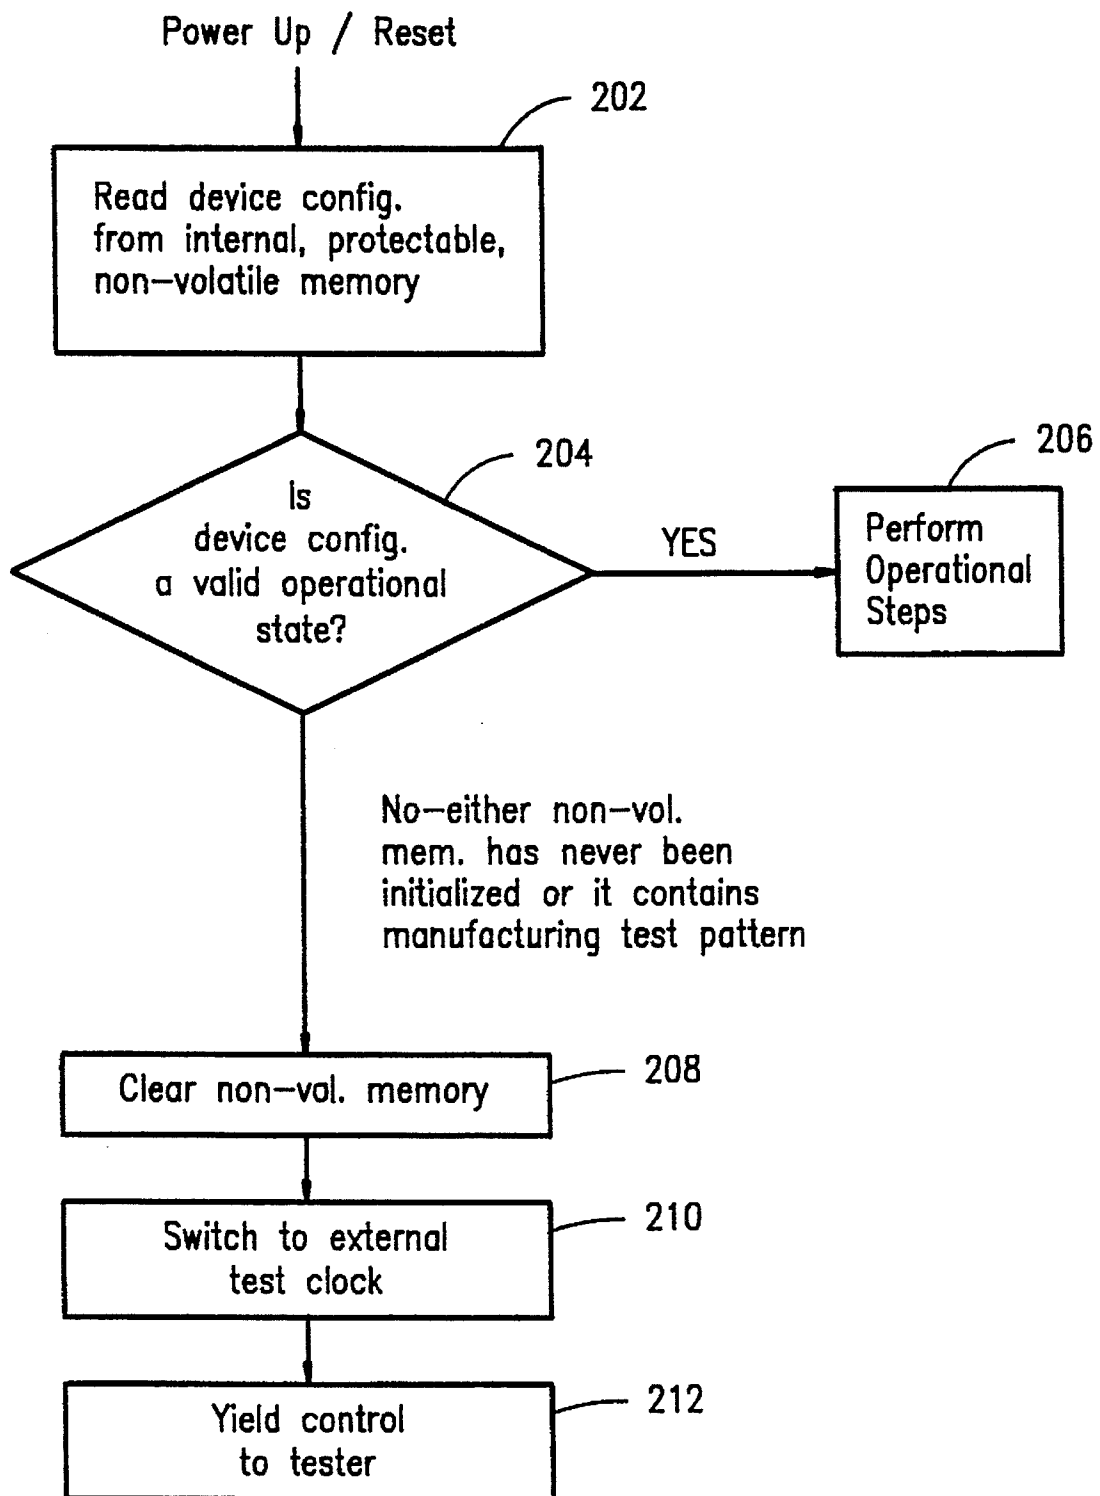 Power Up / Reset
202
Read device config.
from internal, protectable,
non-volatile memory
204
is
device config.
a valid operational
state?
YES
206
Perform
Operational
Steps
No-either non-vol.
mem. has never been
initialized or it contains
manufacturing test pattern
Clear non-vol. memory
208
Switch to external
test clock
210
Yield control
to tester
212